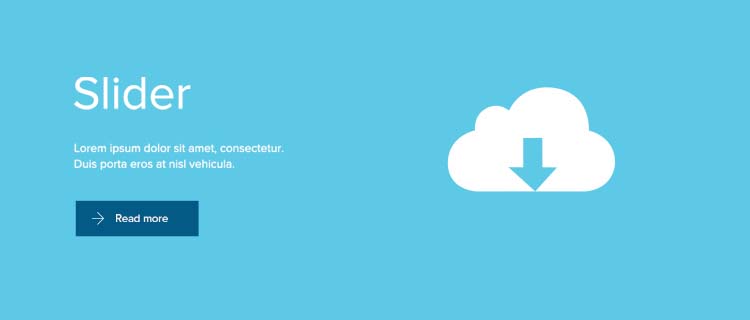 Slider
Lorem ipsum dolor sit amet, consectetur.
Duis porta eros at nisl vehicula.
Read more